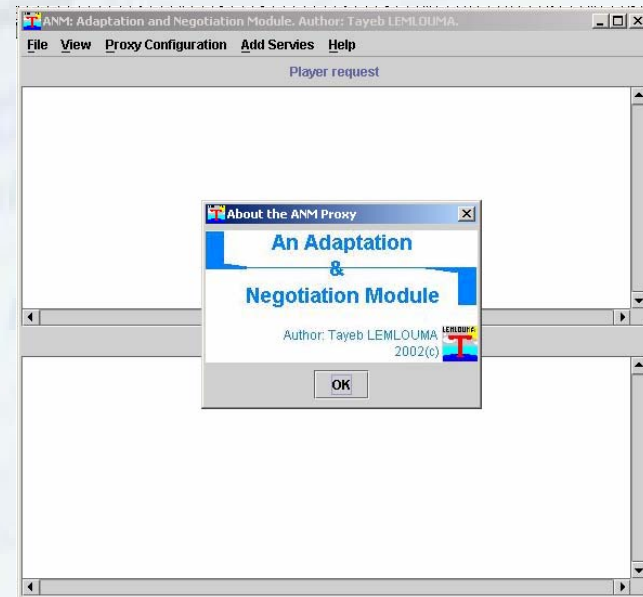 ANM: Adaptation and Negotiation Module. Author: Tayeb LEMLOUMA.
File View Proxy Configuration Add Servies Help
Player request
About the ANM Proxy
An Adaptation
&
Negotiation Module
Author: Tayeb LEMLOUMA
2002(c)
LEMLOUMA
T
OK